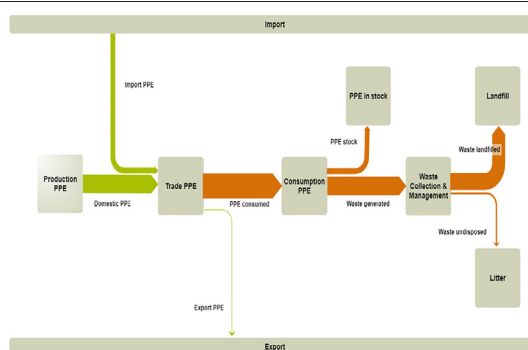 Import
Import PPE
PPE in stock
Landfill
PPE stock
Waste landfilled
Production
PPE
Trade PPE
Consumption
PPE
Waste
Collection &
Management
Domestic PPE
PPE consumed
Waste generated
Waste undisposed
Litter
Export PPE
Export